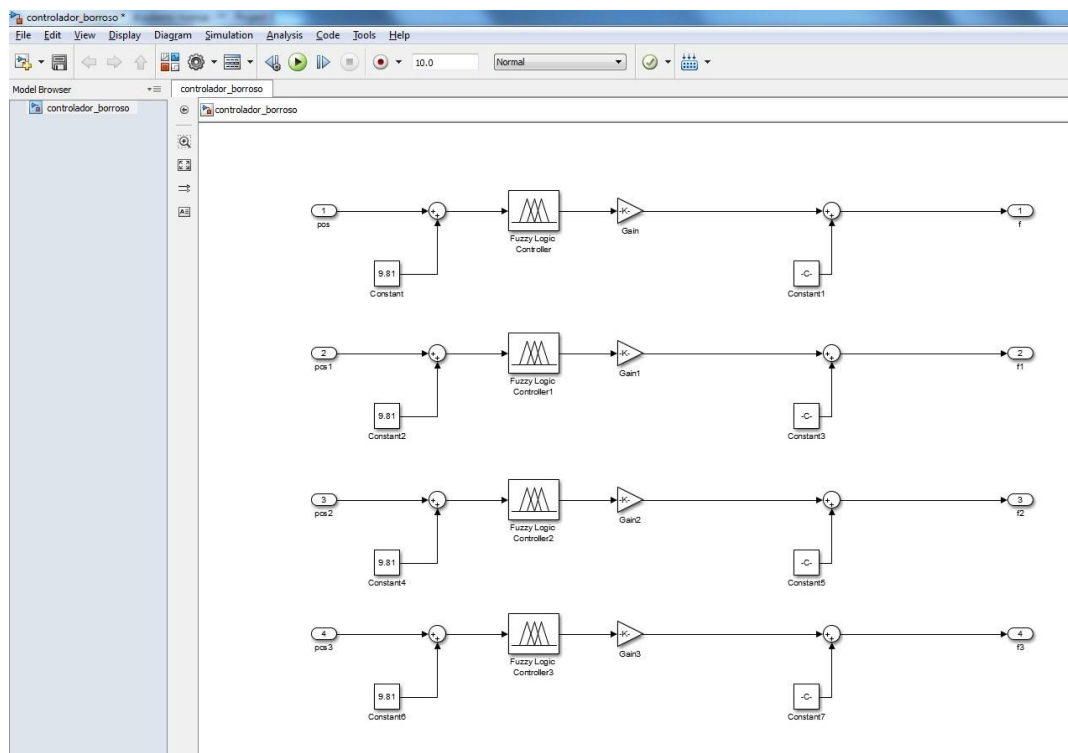 controlador_borroso *
File Edit View Display Diagram Simulation Analysis Code Tools Help
10.0 Normal
Model Browser
controlador_borroso
controlador_borroso
controlador_borroso
1
pos
+
+
Fuzzy Logic
Controller
-K-
Gain
+
+
1
f
9.81
Constant
-C-
Constant1
2
pos1
+
+
Fuzzy Logic
Controller1
-K-
Gain1
+
+
2
f1
9.81
Constant2
-C-
Constant3
3
pos2
+
+
Fuzzy Logic
Controller2
-K-
Gain2
+
+
3
f2
9.81
Constant4
-C-
Constant5
4
pos3
+
+
Fuzzy Logic
Controller3
-K-
Gain3
+
+
4
f3
9.81
Constant6
-C-
Constant7